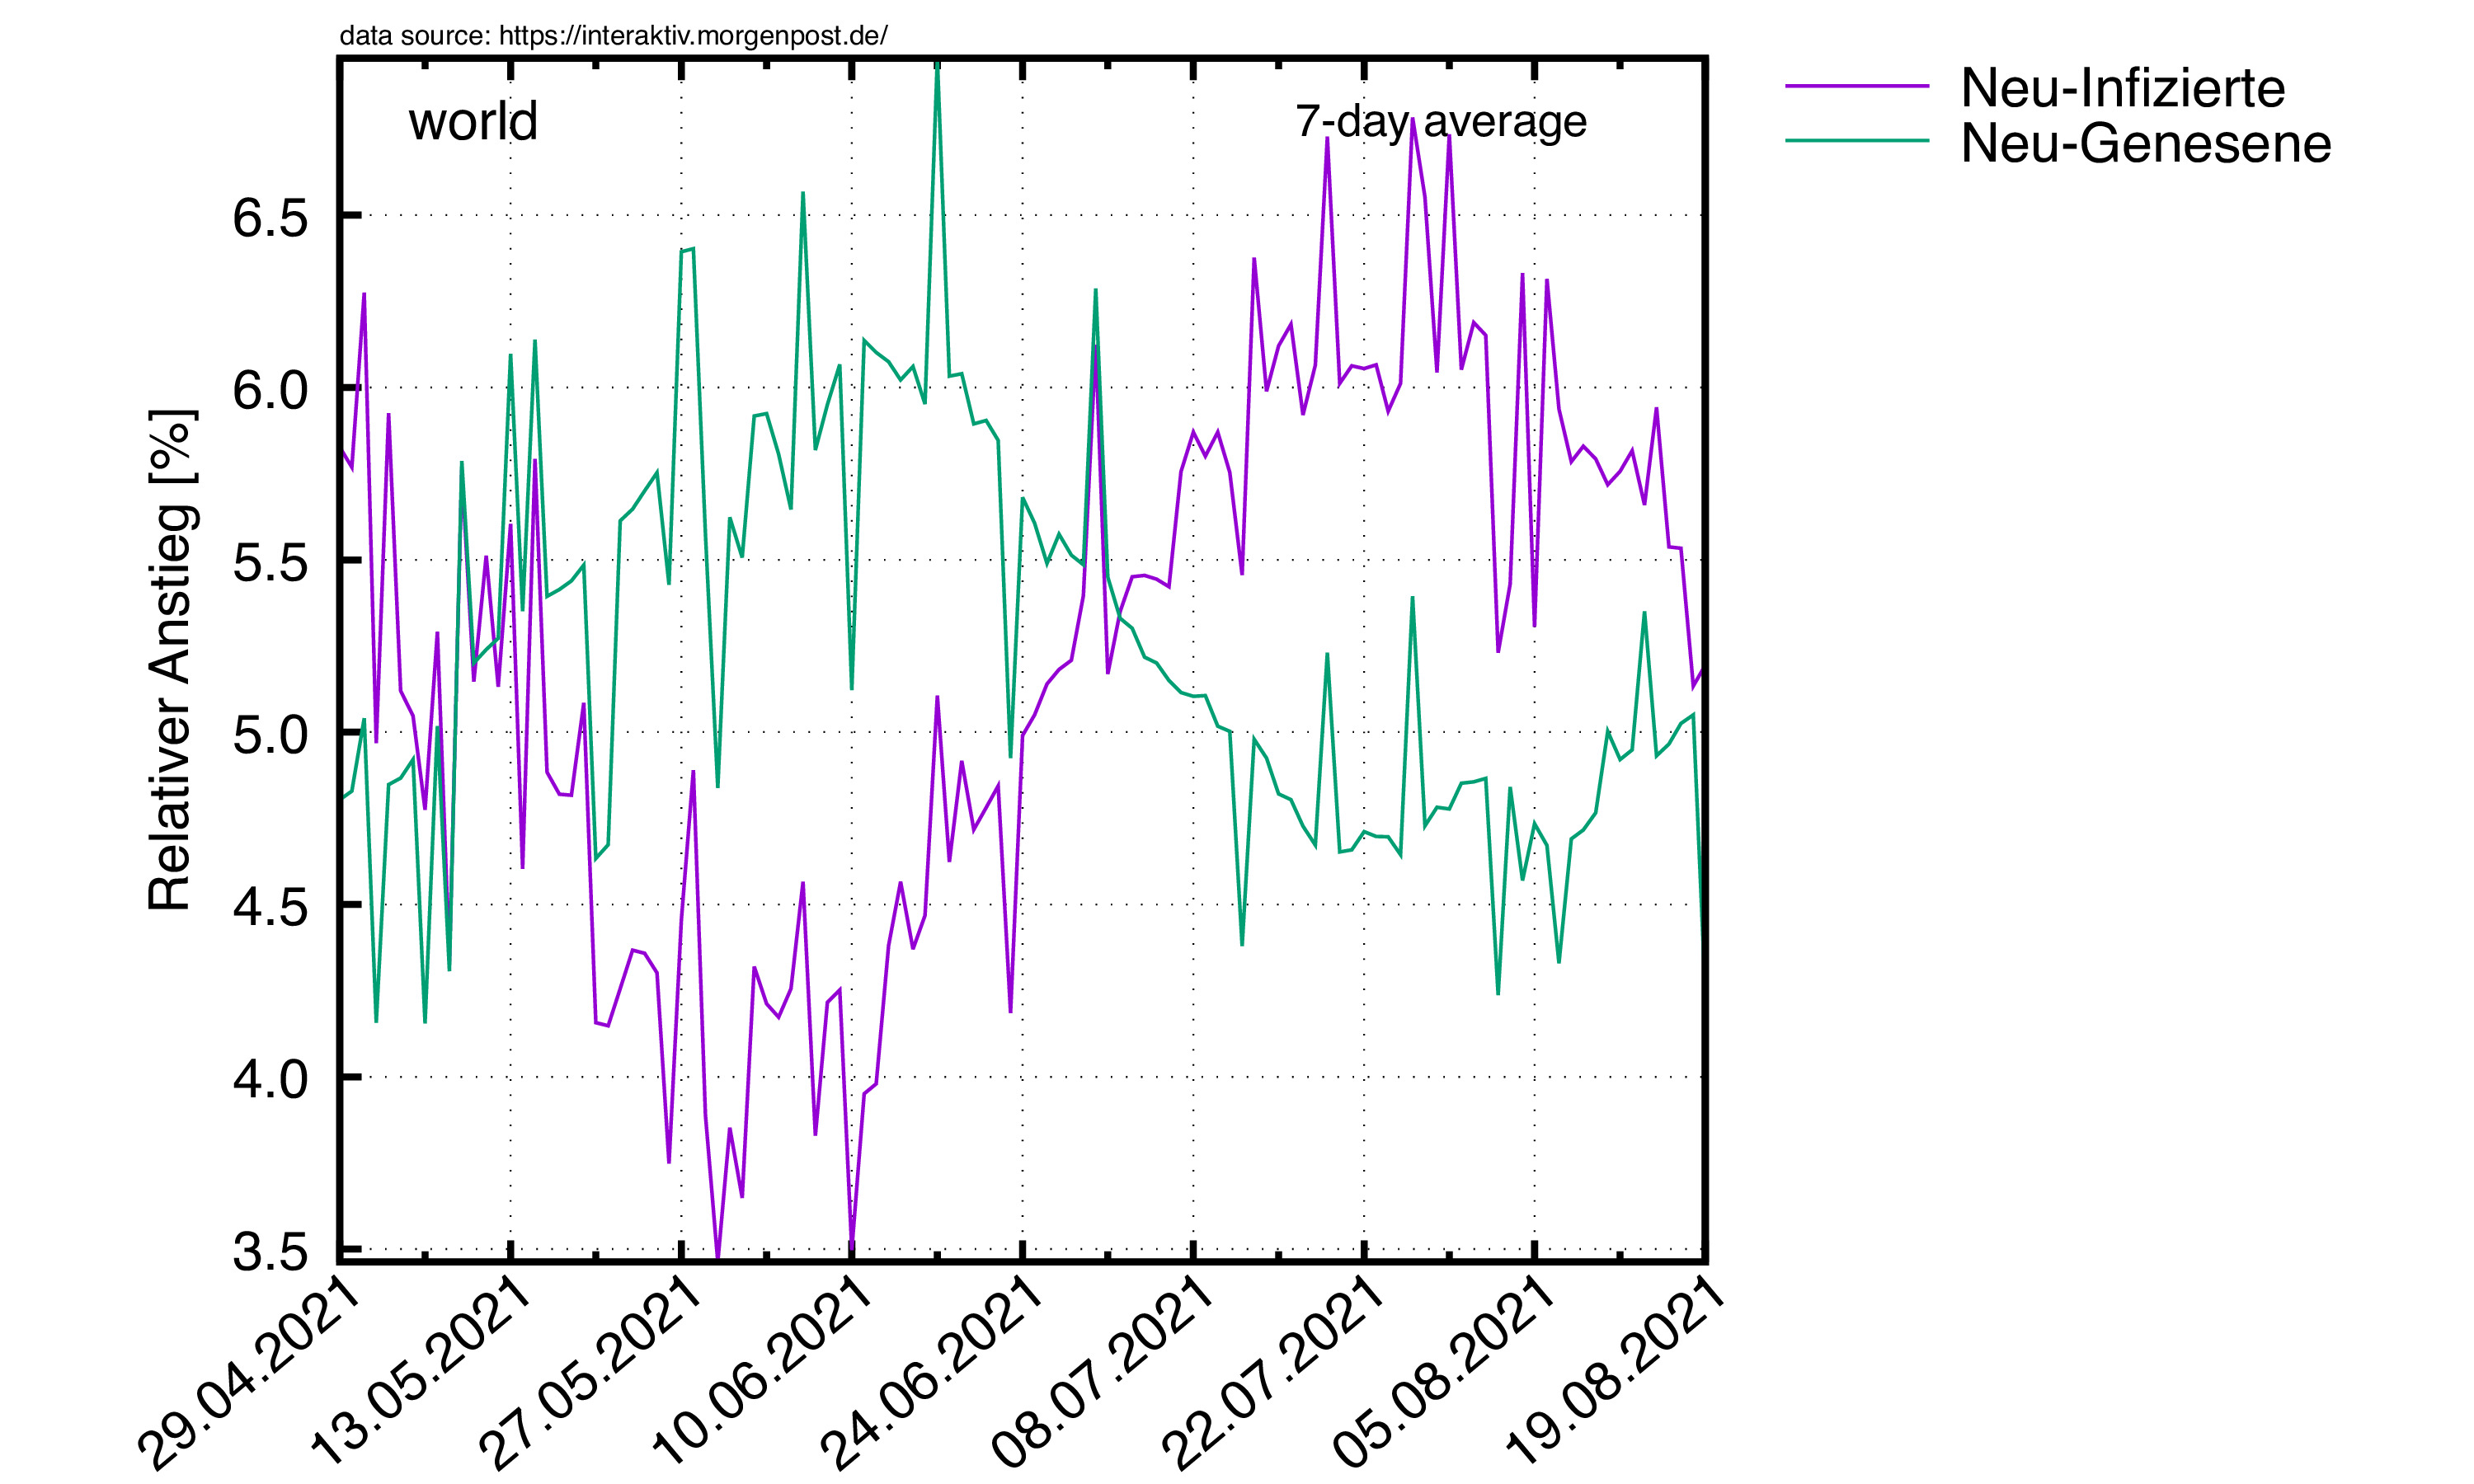 data source: https://interaktiv.morgenpost.de/
world
7-day average
Neu-Infizierte
Neu-Genesene
Relativer Anstieg [%]
6.5
6.0
5.5
5.0
4.5
4.0
3.5
29.04.2021
13.05.2021
27.05.2021
10.06.2021
24.06.2021
08.07.2021
22.07.2021
05.08.2021
19.08.2021